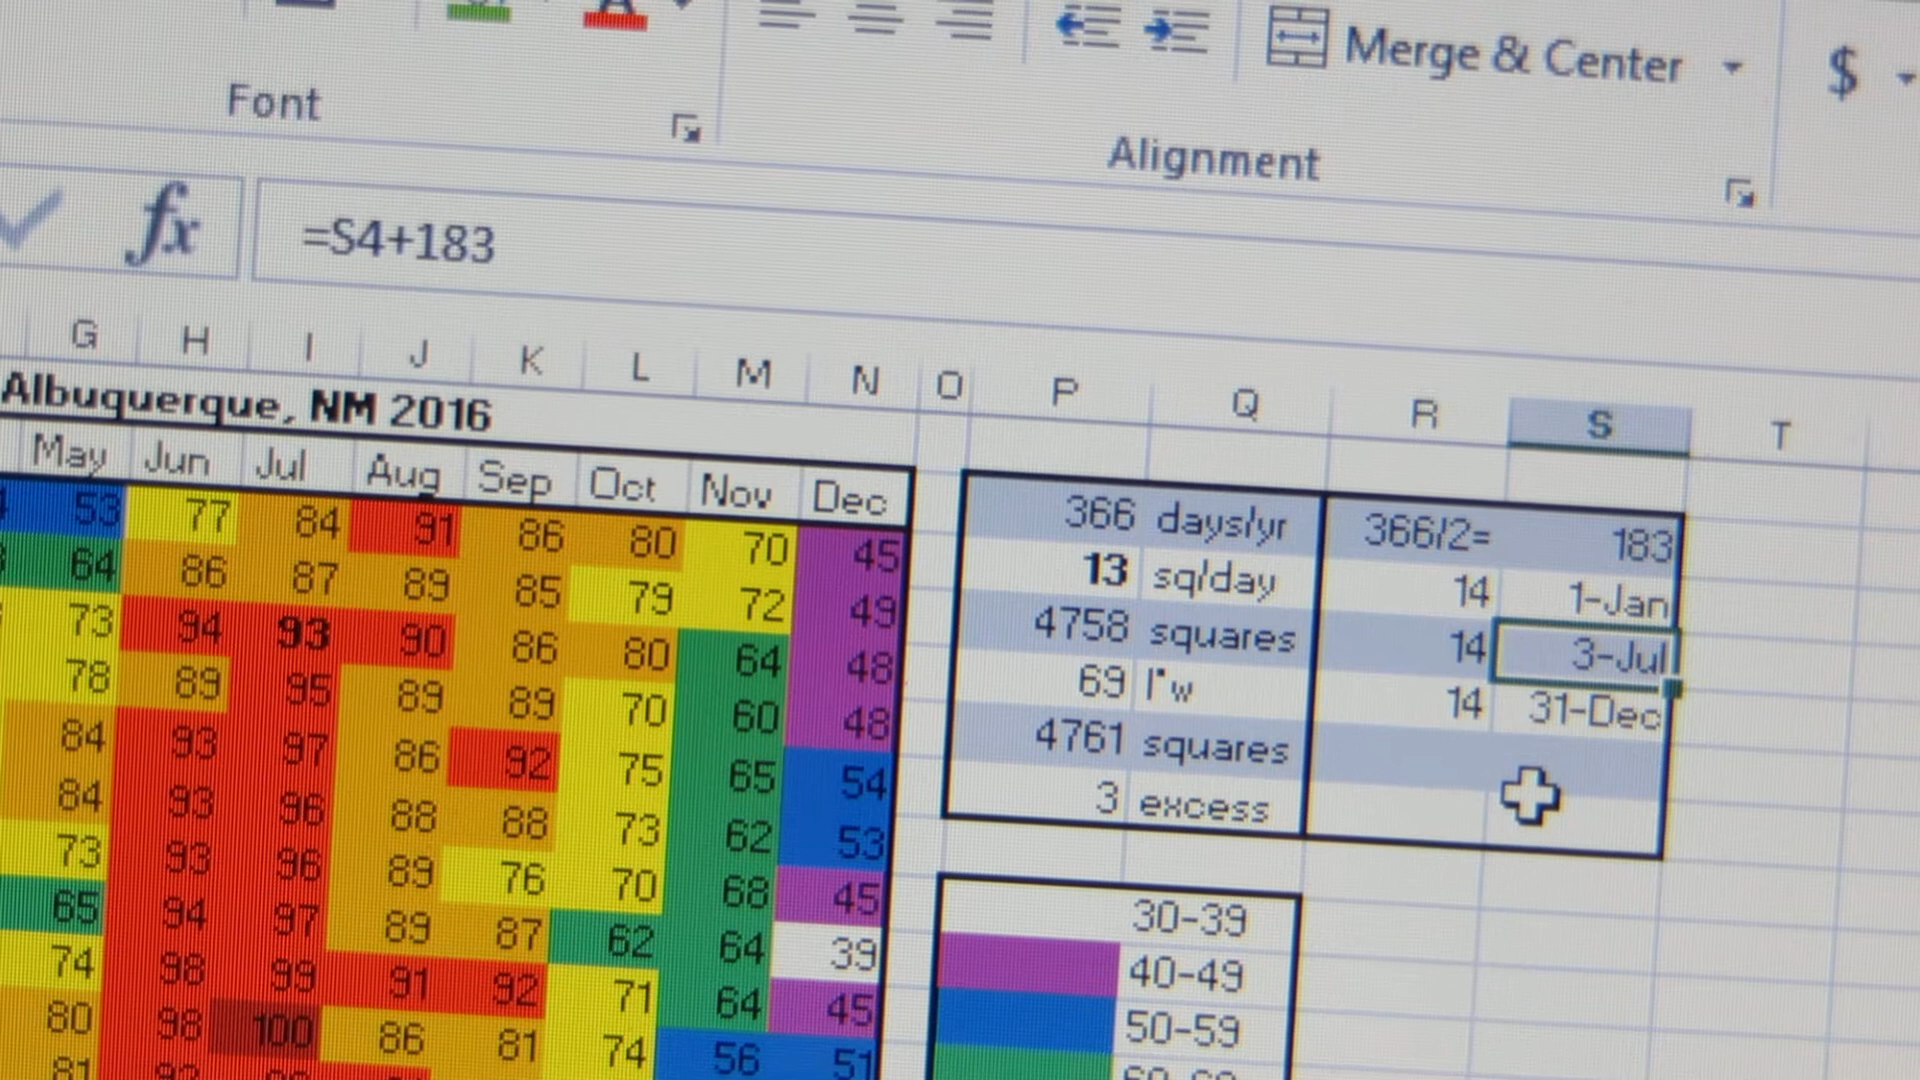 Merge & Center
$
Font
Alignment
fx
=S4+183
G H I J K L M N O P Q R S T
Albuquerque, NM 2016
May Jun Jul Aug Sep Oct Nov Dec
53 77 84 91 86 80 70 45
64 86 87 89 85 79 72 49
73 94 93 90 86 80 64 48
78 89 95 89 89 70 60 48
84 93 97 86 92 75 65 54
84 93 96 88 88 73 62 53
73 93 96 89 76 70 68 45
65 94 97 89 87 62 64 39
74 98 99 91 92 71 64 45
80 98 100 86 81 74 56 51
81
366 days/yr 366/2= 183
13 sq/day 14 1-Jan
4758 squares 14 3-Jul
69 l*w 14 31-Dec
4761 squares
3 excess
30-39
40-49
50-59